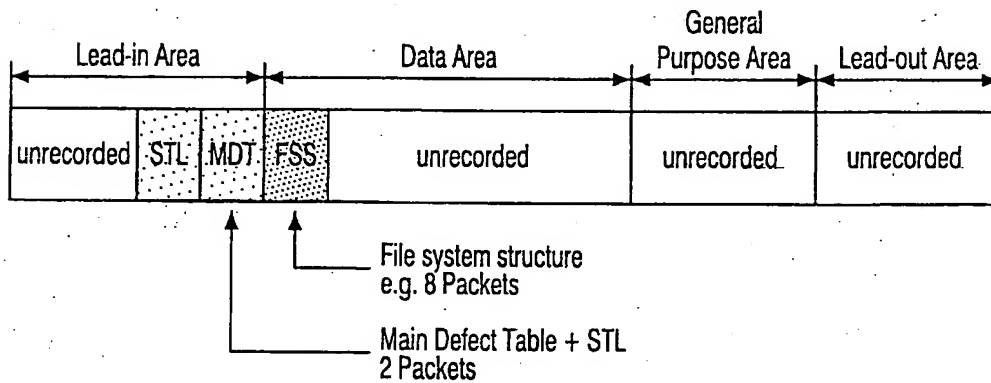 Lead-in Area
Data Area
General
Purpose Area
Lead-out Area
unrecorded
STL
MDT
FSS
unrecorded
unrecorded
unrecorded
File system structure
e.g. 8 Packets
Main Defect Table + STL
2 Packets